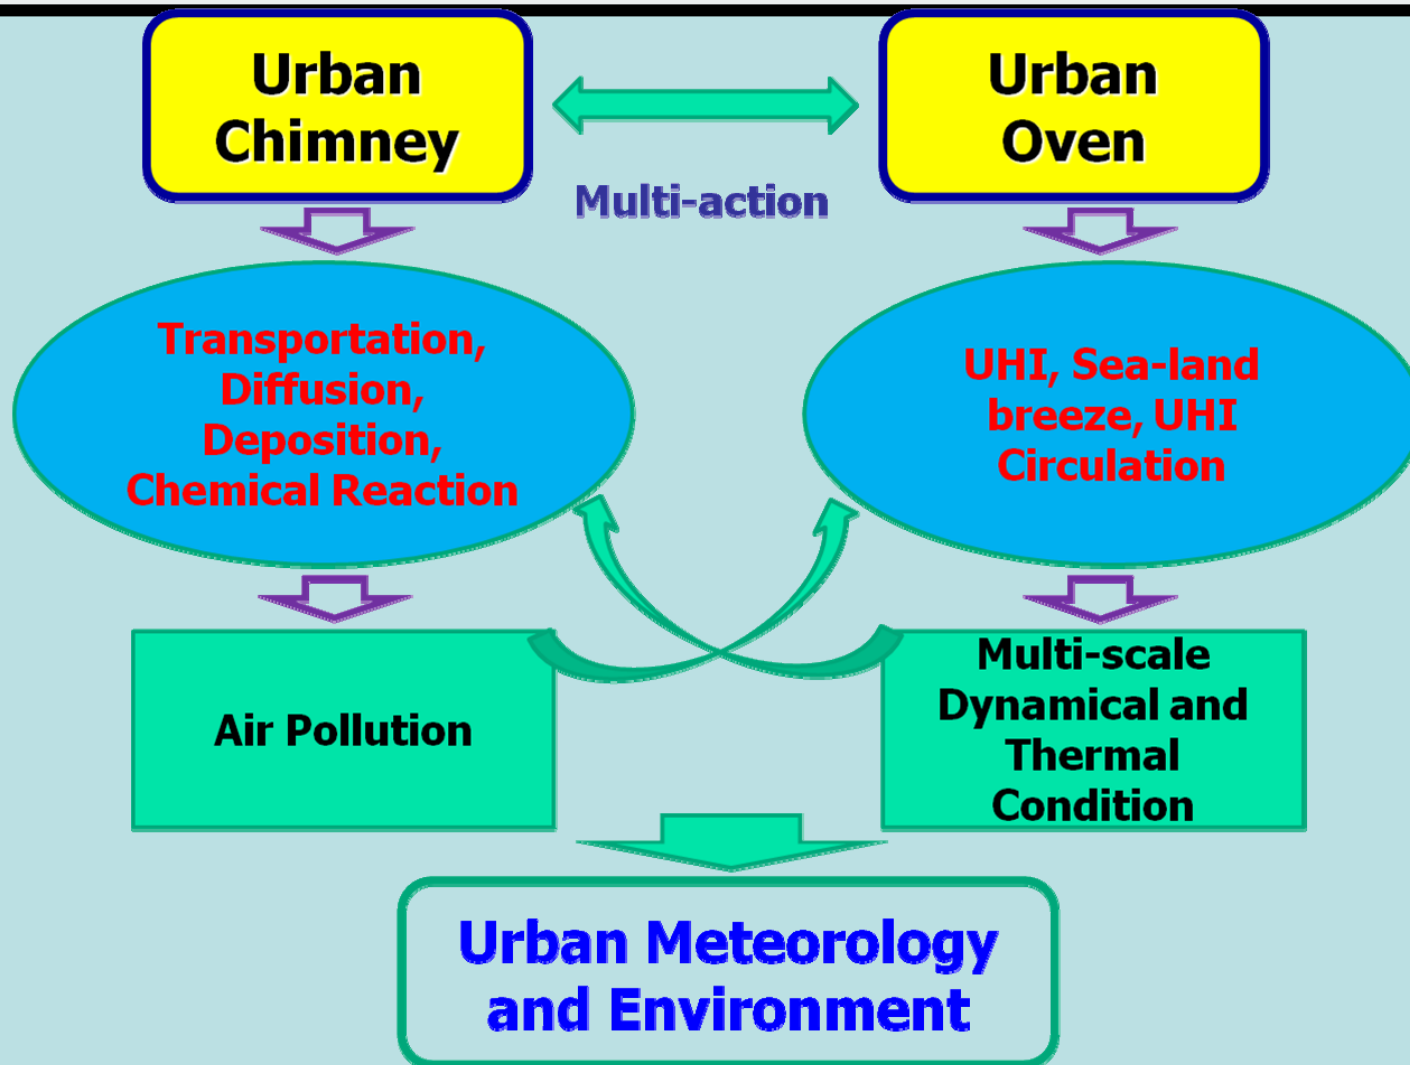 Urban
Chimney
Urban
Oven
Multi-action
Transportation,
Diffusion,
Deposition,
Chemical Reaction
UHI, Sea-land
breeze, UHI
Circulation
Air Pollution
Multi-scale
Dynamical and
Thermal
Condition
Urban Meteorology
and Environment